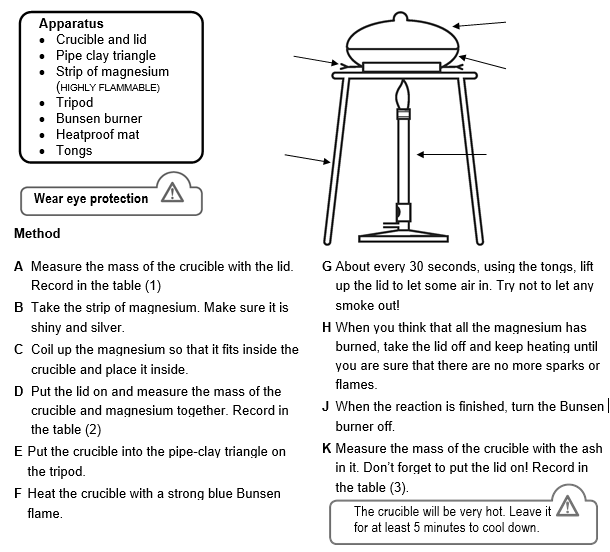 Apparatus
• Crucible and lid
• Pipe clay triangle
• Strip of magnesium
(HIGHLY FLAMMABLE)
• Tripod
• Bunsen burner
• Heatproof mat
• Tongs
Wear eye protection
Method
A Measure the mass of the crucible with the lid.
Record in the table (1)
B Take the strip of magnesium. Make sure it is
shiny and silver.
C Coil up the magnesium so that it fits inside the
crucible and place it inside.
D Put the lid on and measure the mass of the
crucible and magnesium together. Record in
the table (2)
E Put the crucible into the pipe-clay triangle on
the tripod.
F Heat the crucible with a strong blue Bunsen
flame.
G About every 30 seconds, using the tongs, lift
up the lid to let some air in. Try not to let any
smoke out!
H When you think that all the magnesium has
burned, take the lid off and keep heating until
you are sure that there are no more sparks or
flames.
J When the reaction is finished, turn the Bunsen
burner off.
K Measure the mass of the crucible with the ash
in it. Don't forget to put the lid on! Record in
the table (3).
The crucible will be very hot. Leave it
for at least 5 minutes to cool down.